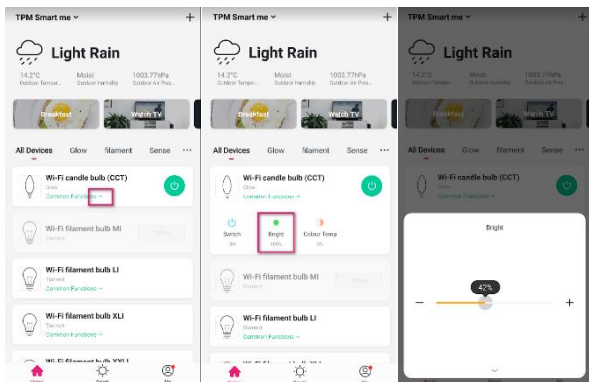 TPM Smart me
Light Rain
14.2°C Moist 1003.77hPa
Outdoor Temper... Outdoor Humidity Outdoor Air Pres...
Breakfast Watch TV
All Devices Glow filament Sense ...
Wi-Fi candle bulb (CCT)
Glow
Common Functions
Wi-Fi filament bulb MI
filament
Wi-Fi filament bulb LI
filament
Common Functions
Wi-Fi filament bulb XLI
filament
Common Functions
Wi-Fi filament bulb XXLI
TPM Smart me
Light Rain
14.2°C Moist 1003.77hPa
Outdoor Temper... Outdoor Humidity Outdoor Air Pres...
Breakfast Watch TV
All Devices Glow filament Sense ...
Wi-Fi candle bulb (CCT)
Glow
Common Functions
Switch Bright Colour Temp
ON 100% 0%
Wi-Fi filament bulb MI
filament
Wi-Fi filament bulb LI
filament
Common Functions
TPM Smart me
Light Rain
14.2°C Moist 1003.77hPa
Outdoor Temper... Outdoor Humidity Outdoor Air Pres...
Breakfast Watch TV
All Devices Glow filament Sense ...
Wi-Fi candle bulb (CCT)
Glow
Common Functions
Bright
42%